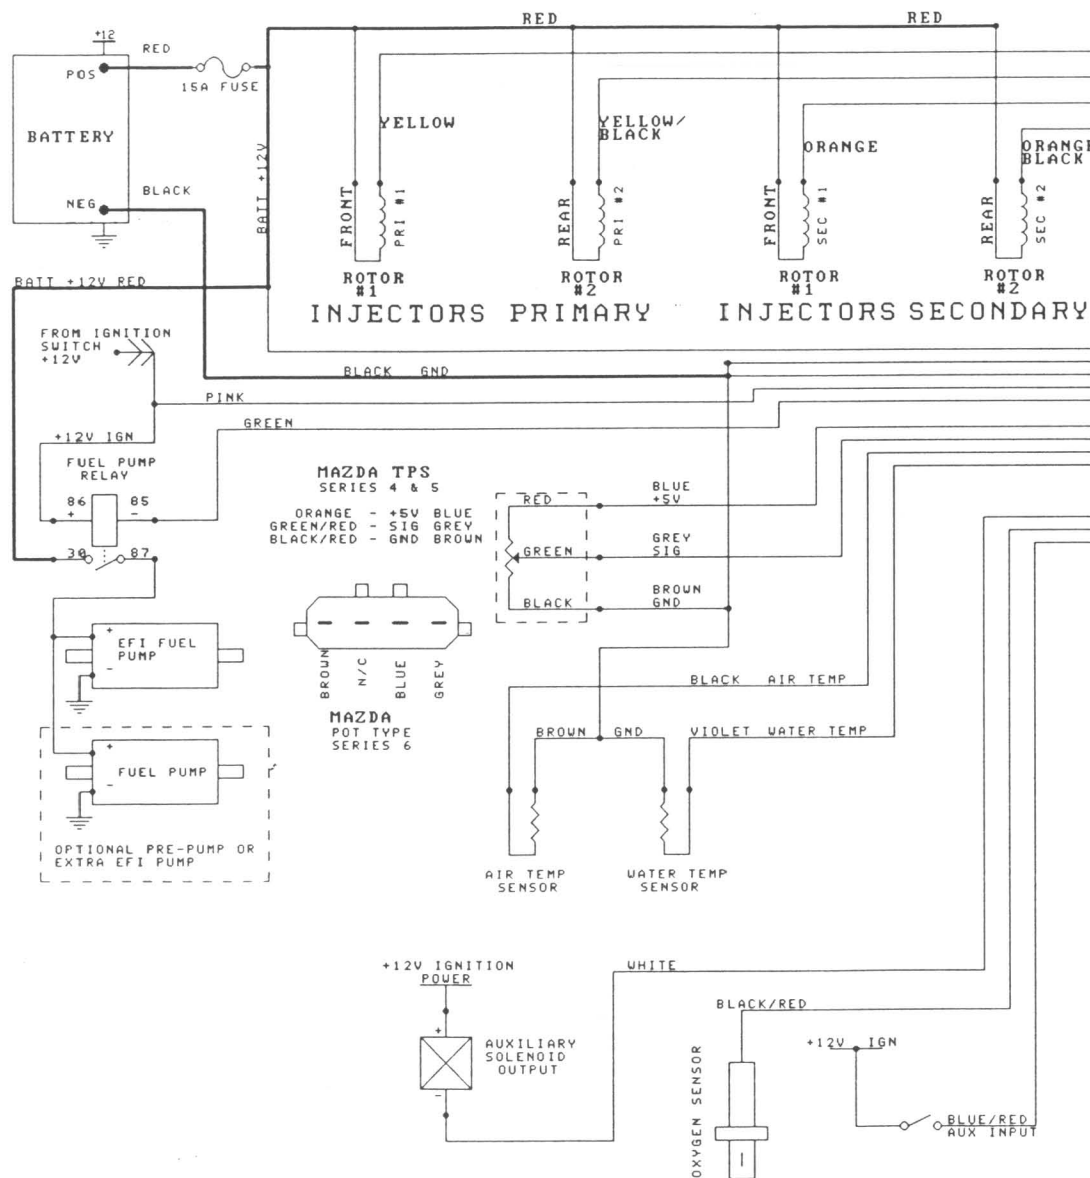 RED
RED
+12
RED
POS
15A FUSE
BATTERY
YELLOW
YELLOW/
BLACK
ORANGE
ORANGE
BLACK
BATT +12V
BLACK
NEG
FRONT
PRI #1
REAR
PRI #2
FRONT
SEC #1
REAR
SEC #2
ROTOR
#1
ROTOR
#2
ROTOR
#1
ROTOR
#2
BATT +12V RED
INJECTORS PRIMARY
INJECTORS SECONDARY
FROM IGNITION
SWITCH
+12V
BLACK GND
PINK
GREEN
+12V IGN
FUEL PUMP
RELAY
86
+
85
-
30
87
MAZDA TPS
SERIES 4 & 5
ORANGE - +5V BLUE
GREEN/RED - SIG GREY
BLACK/RED - GND BROWN
RED
BLUE
+5V
GREEN
GREY
SIG
BLACK
BROWN
GND
+
EFI FUEL
PUMP
-
BROWN
N/C
BLUE
GREY
MAZDA
POT TYPE
SERIES 6
BLACK AIR TEMP
BROWN GND
VIOLET WATER TEMP
+
FUEL PUMP
-
OPTIONAL PRE-PUMP OR
EXTRA EFI PUMP
AIR TEMP
SENSOR
WATER TEMP
SENSOR
+12V IGNITION
POWER
WHITE
+
AUXILIARY
SOLENOID
OUTPUT
-
BLACK/RED
OXYGEN SENSOR
+12V IGN
BLUE/RED
AUX INPUT